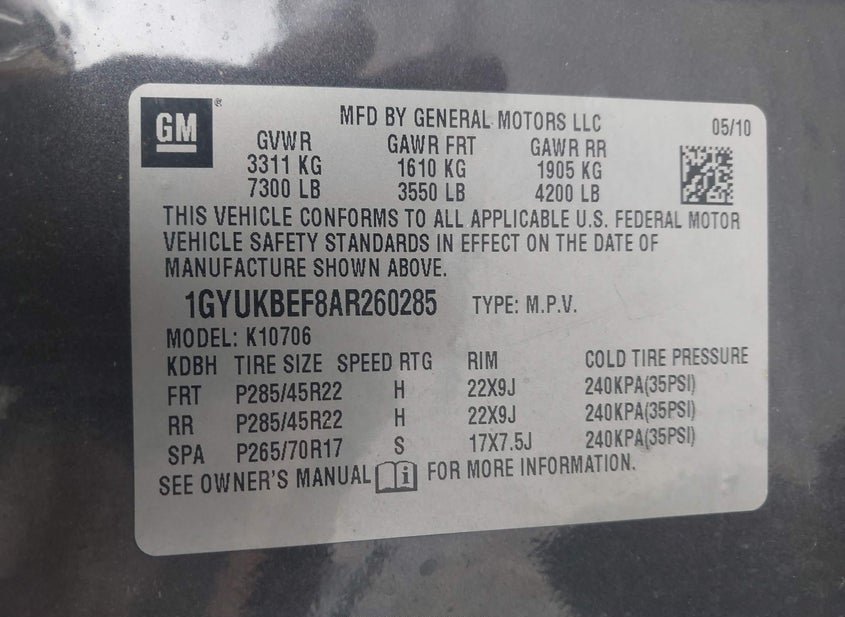 GM ®
MFD BY GENERAL MOTORS LLC 05/10
GVWR GAWR FRT GAWR RR
3311 KG 1610 KG 1905 KG
7300 LB 3550 LB 4200 LB
THIS VEHICLE CONFORMS TO ALL APPLICABLE U.S. FEDERAL MOTOR
VEHICLE SAFETY STANDARDS IN EFFECT ON THE DATE OF
MANUFACTURE SHOWN ABOVE.
1GYUKBEF8AR260285 TYPE: M.P.V.
MODEL: K10706
KDBH TIRE SIZE SPEED RTG RIM COLD TIRE PRESSURE
FRT P285/45R22 H 22X9J 240KPA(35PSI)
RR P285/45R22 H 22X9J 240KPA(35PSI)
SPA P265/70R17 S 17X7.5J 240KPA(35PSI)
SEE OWNER'S MANUAL i FOR MORE INFORMATION.